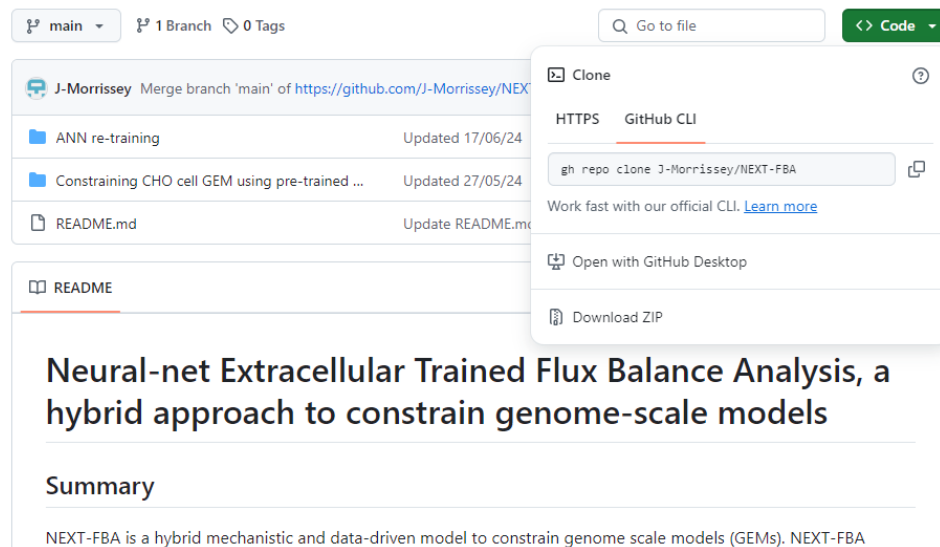 main
1 Branch
0 Tags
Go to file
<> Code
J-Morrissey Merge branch 'main' of https://github.com/J-Morrissey/NEX
ANN re-training Updated 17/06/24
Constraining CHO cell GEM using pre-trained ... Updated 27/05/24
README.md Update README.m
Clone
HTTPS GitHub CLI
gh repo clone J-Morrissey/NEXT-FBA
Work fast with our official CLI. Learn more
Open with GitHub Desktop
Download ZIP
README
Neural-net Extracellular Trained Flux Balance Analysis, a
hybrid approach to constrain genome-scale models
Summary
NEXT-FBA is a hybrid mechanistic and data-driven model to constrain genome scale models (GEMs). NEXT-FBA